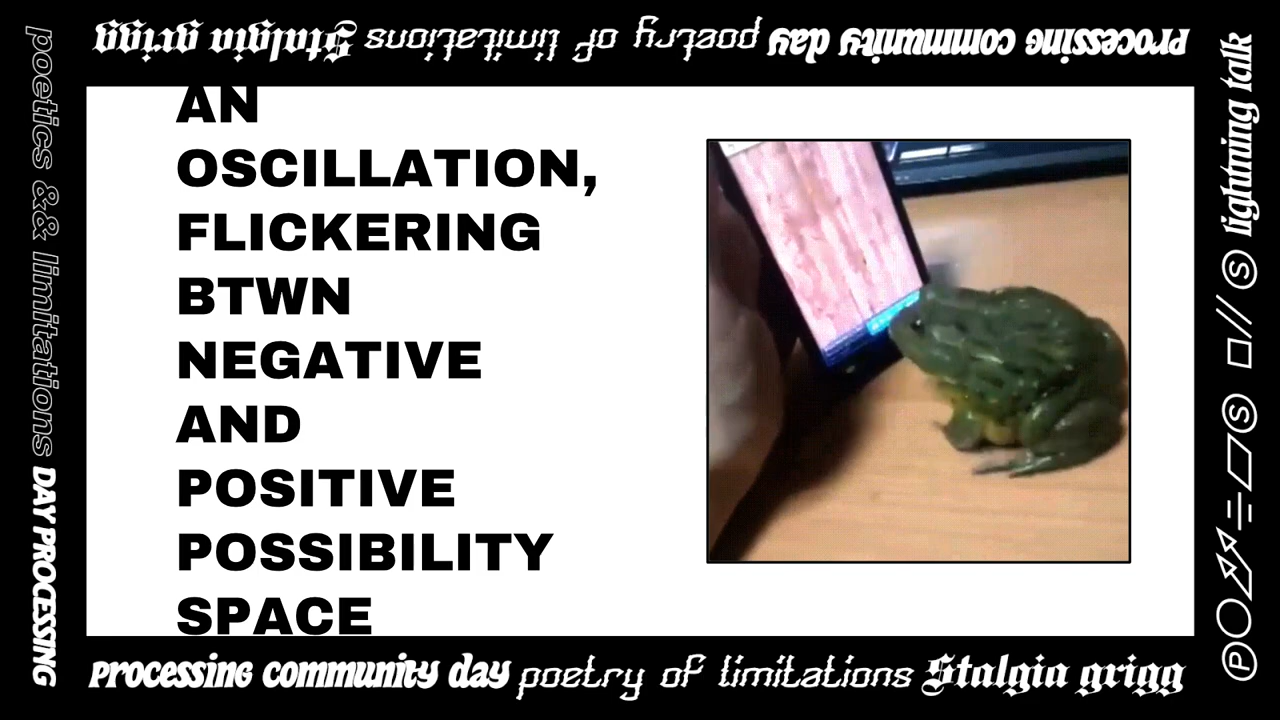 processing community day poetry of limitations Stalgia grigg
poetics && limitations DAY PROCESSING
AN
OSCILLATION,
FLICKERING
BTWN
NEGATIVE
AND
POSITIVE
POSSIBILITY
SPACE
lightning talk
processing community day poetry of limitations Stalgia grigg